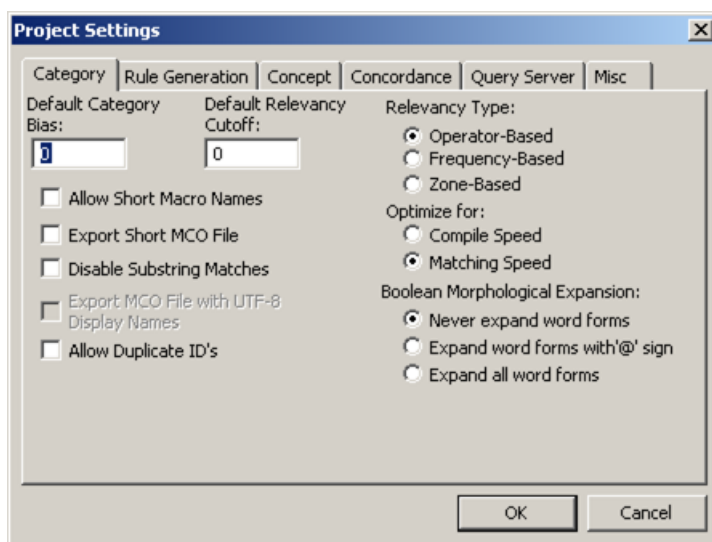 Project Settings
Category Rule Generation Concept Concordance Query Server Misc
Default Category
Bias:
0
Default Relevancy
Cutoff:
0
Allow Short Macro Names
Export Short MCO File
Disable Substring Matches
Export MCO File with UTF-8
Display Names
Allow Duplicate ID's
Relevancy Type:
Operator-Based
Frequency-Based
Zone-Based
Optimize for:
Compile Speed
Matching Speed
Boolean Morphological Expansion:
Never expand word forms
Expand word forms with'@' sign
Expand all word forms
OK Cancel